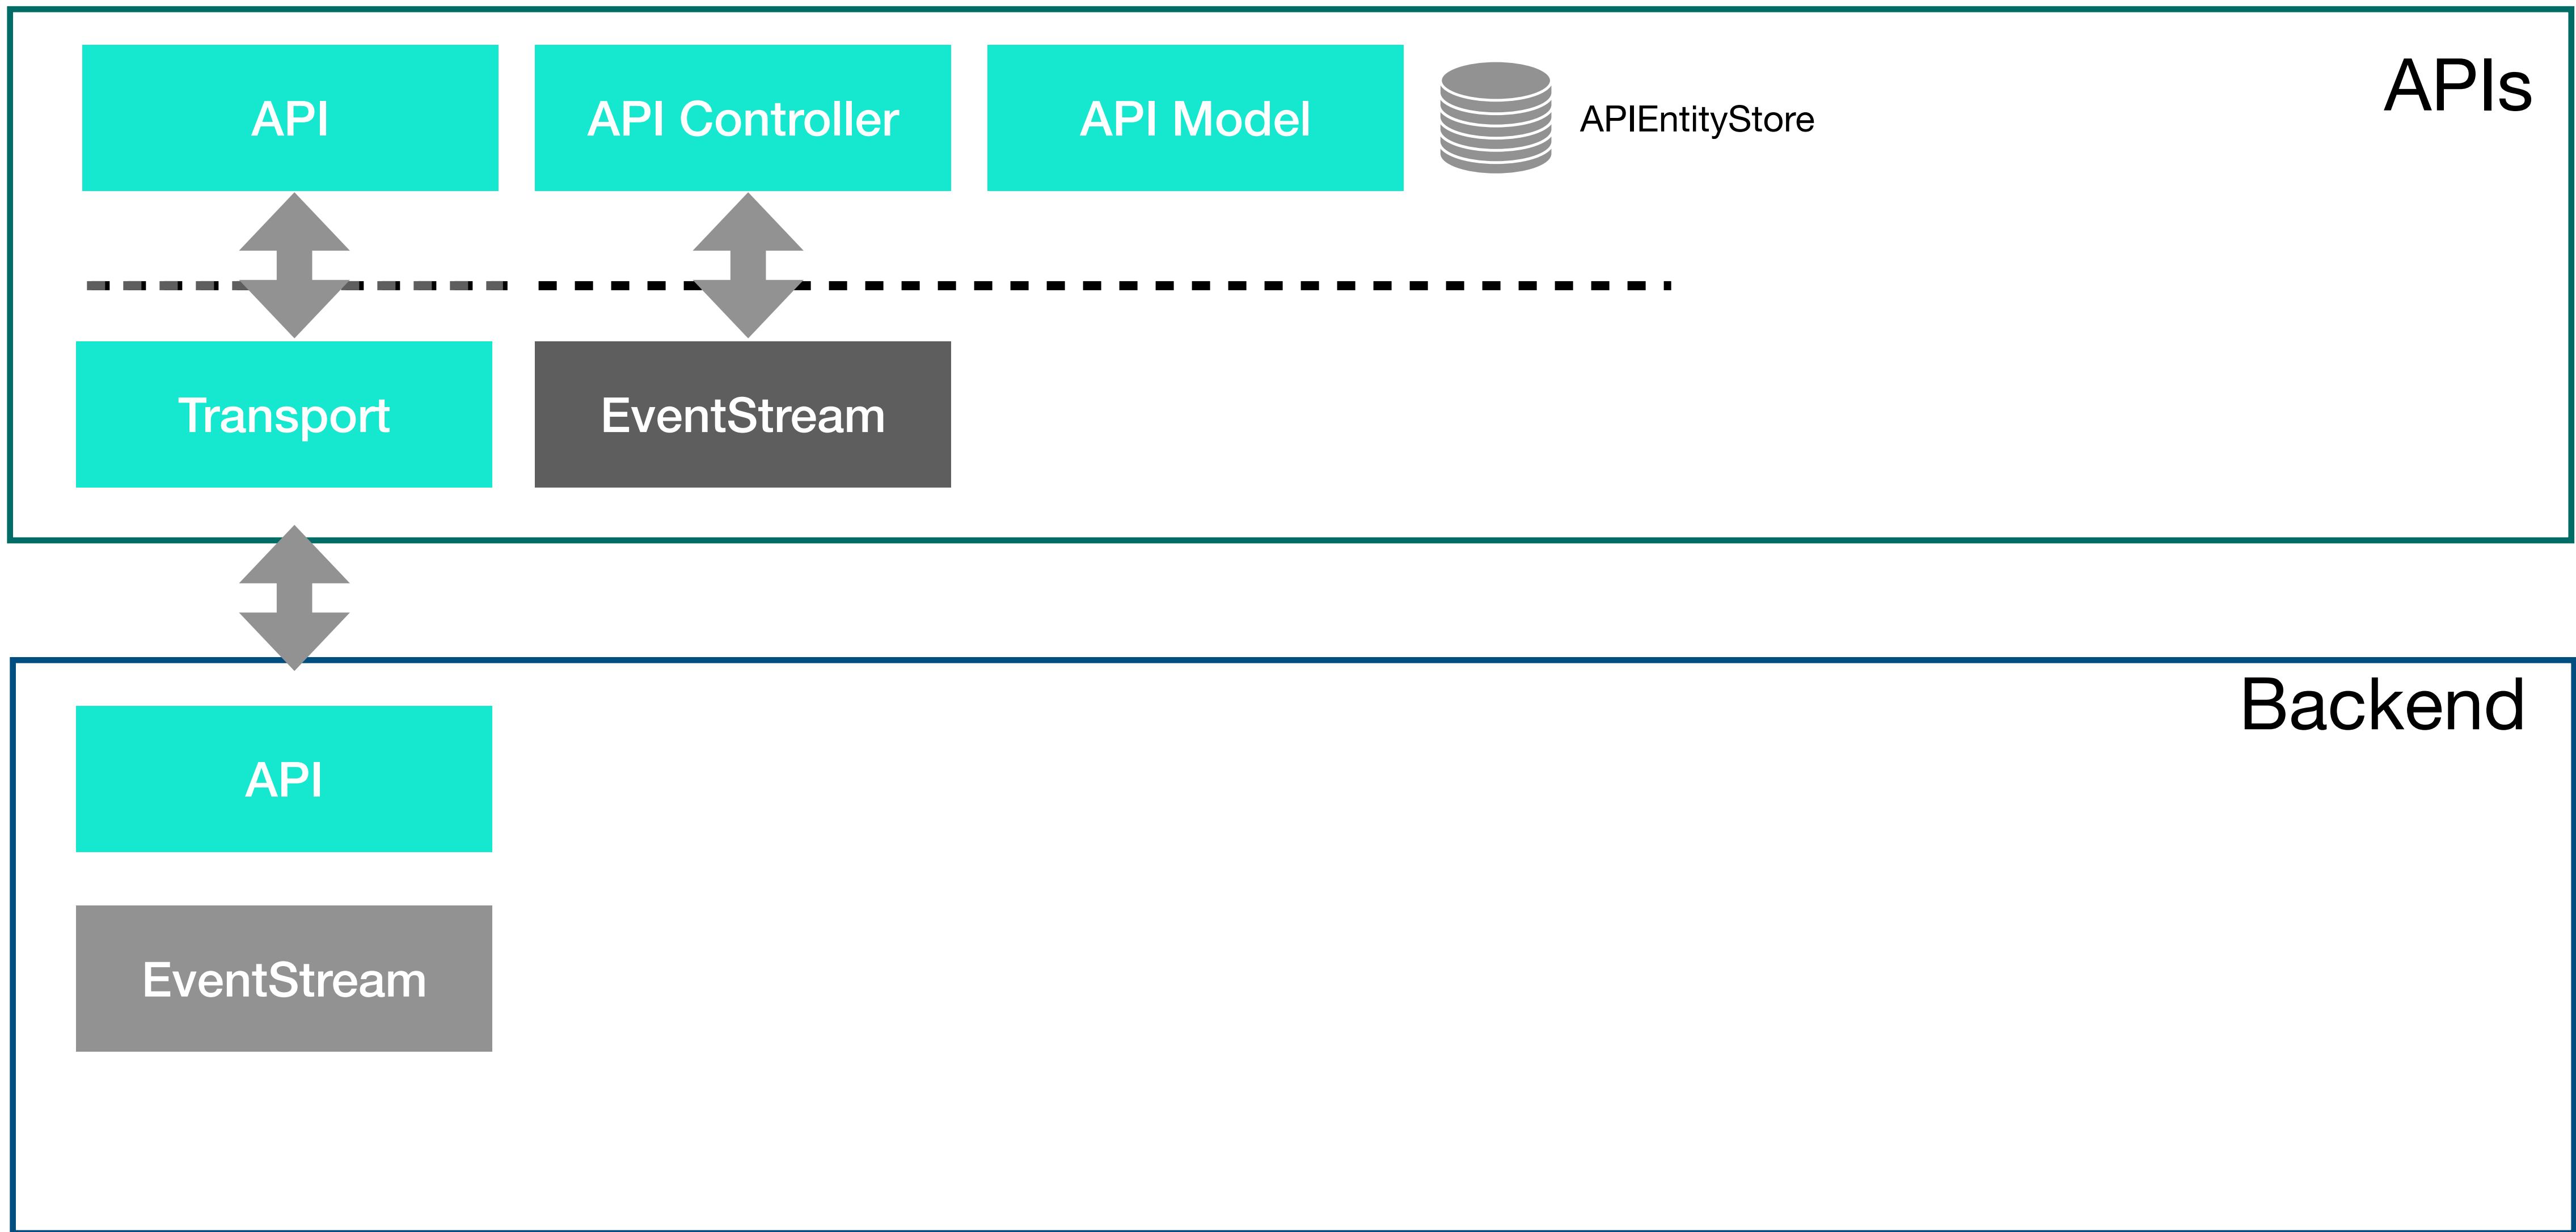 APIs
API
API Controller
API Model
APIEntityStore
Transport
EventStream
Backend
API
EventStream